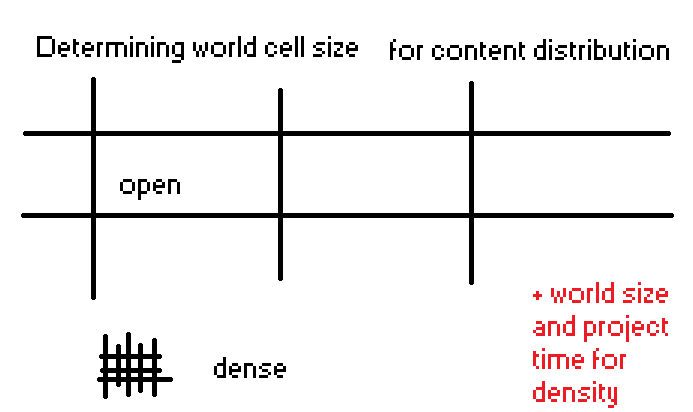 Determining world cell size for content distribution
open
dense
+ world size
and project
time for
density